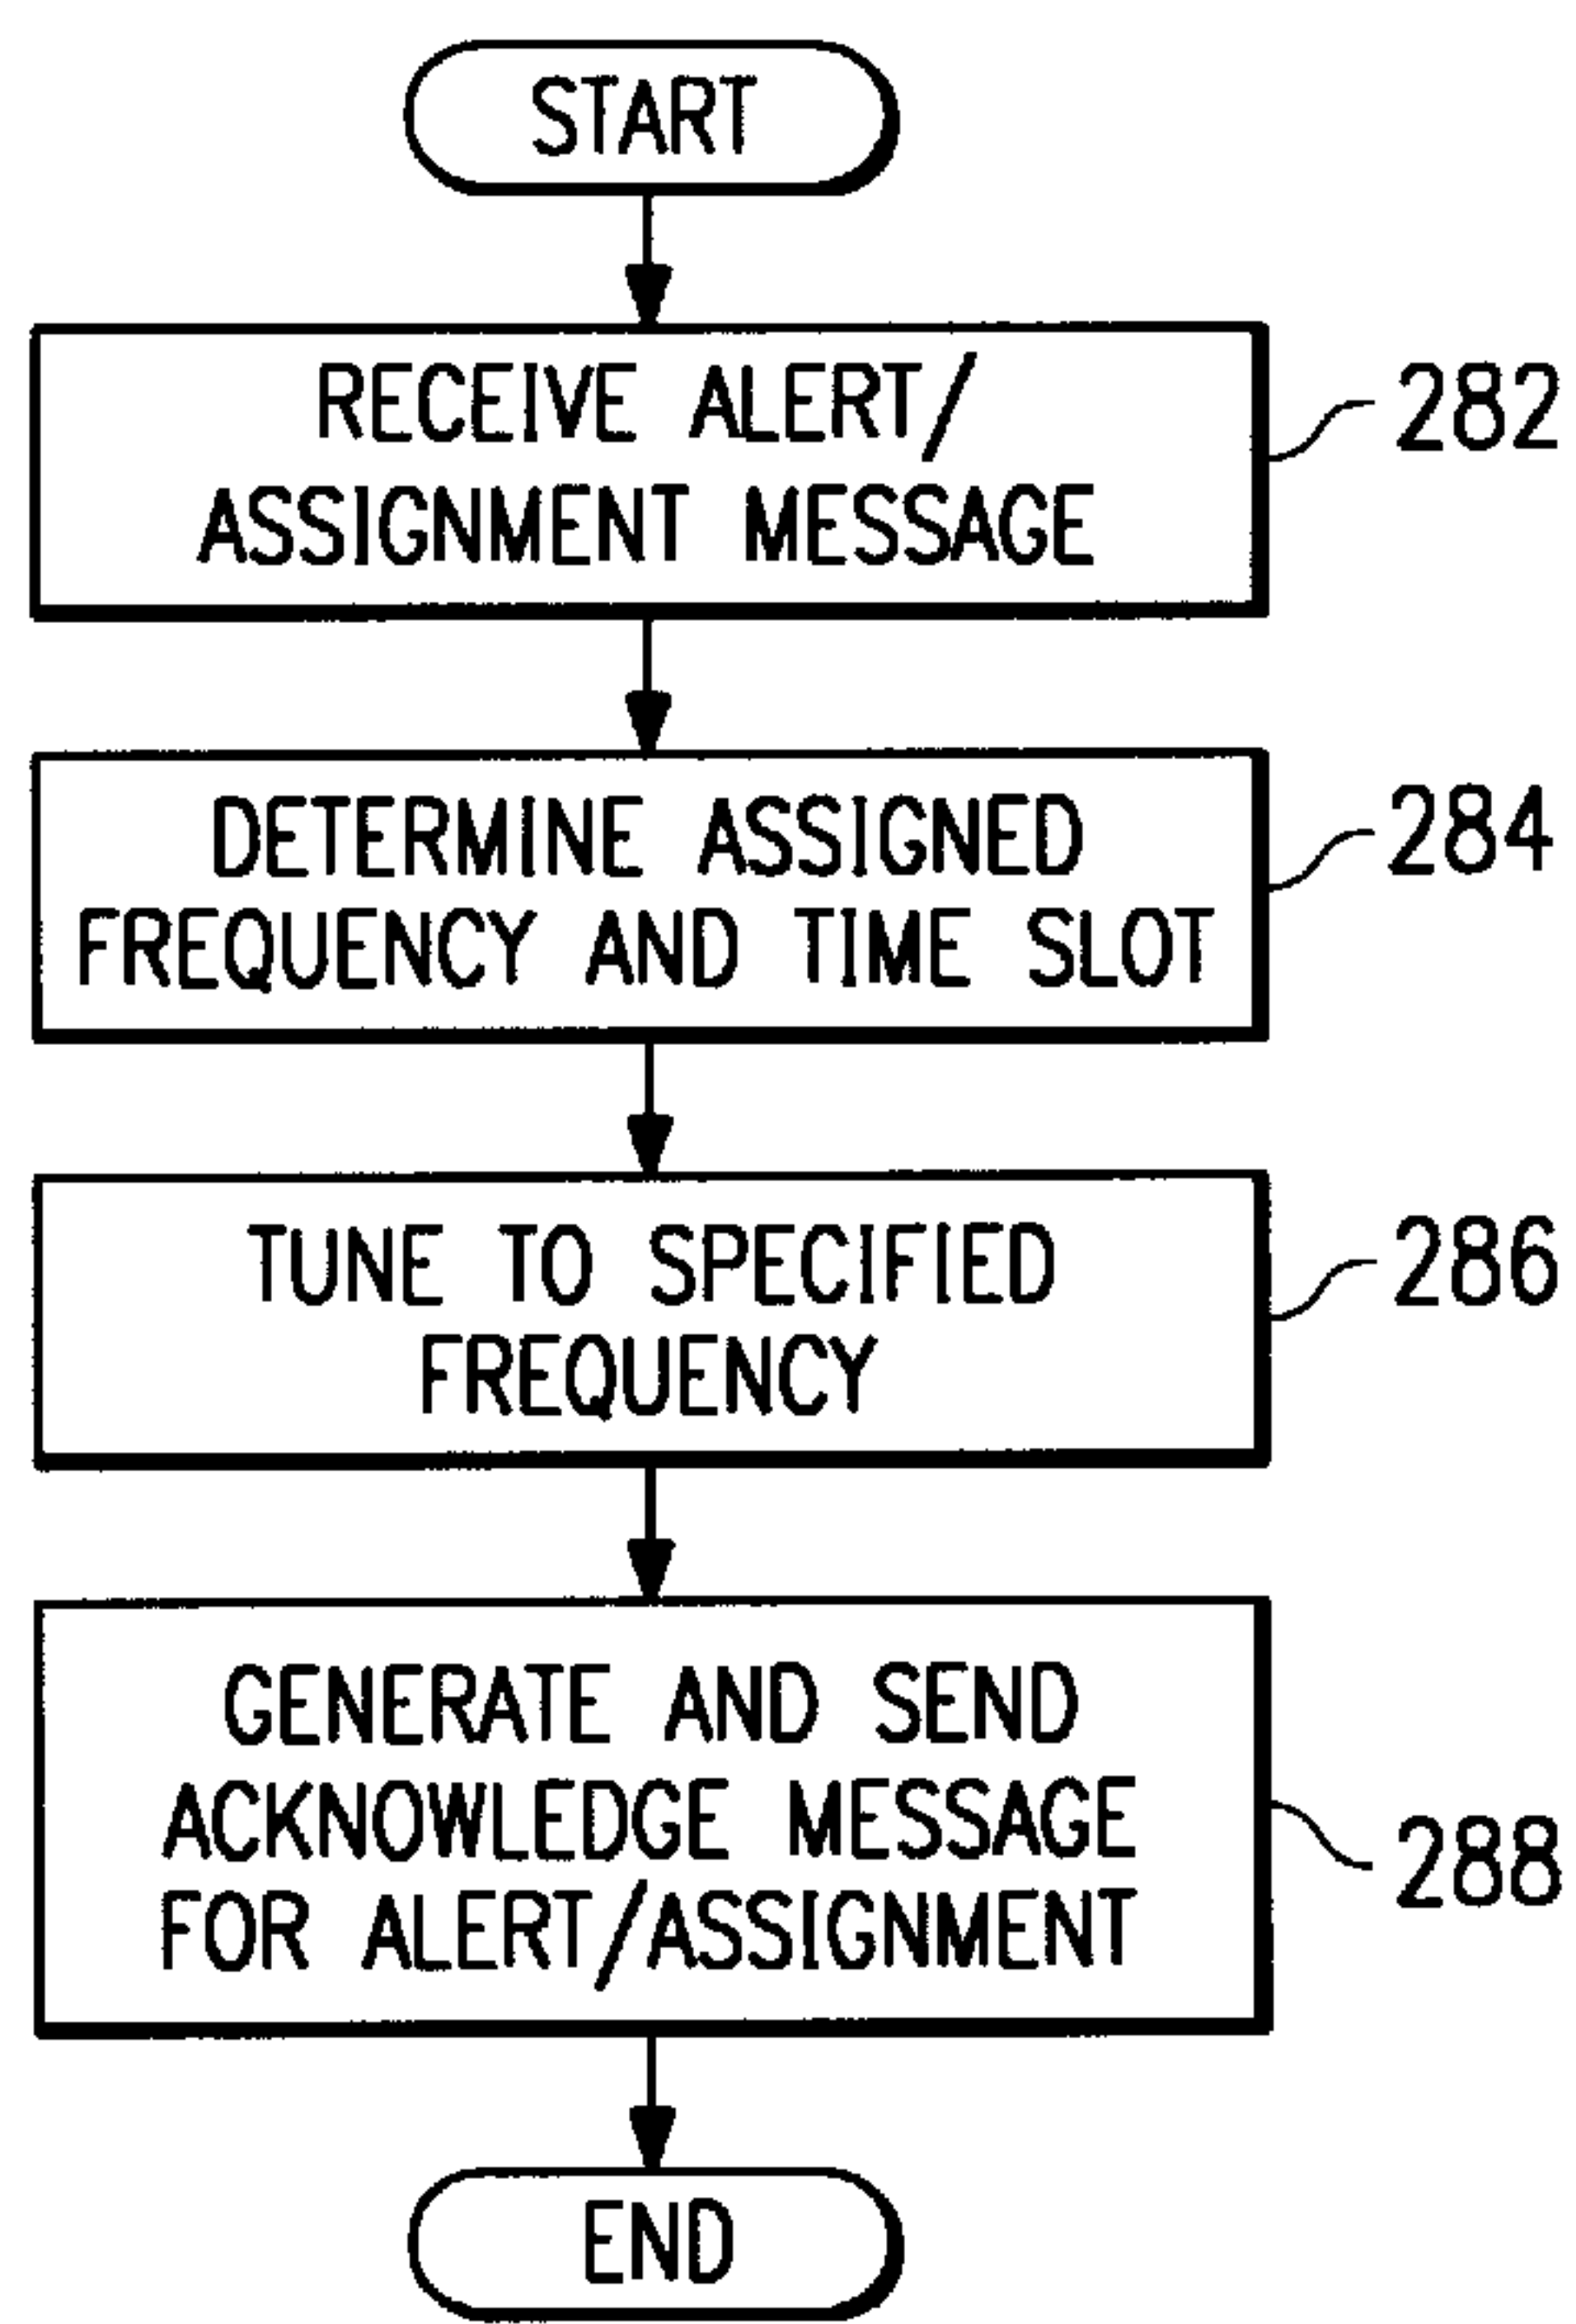 START
RECEIVE ALERT/
ASSIGNMENT MESSAGE
282
DETERMINE ASSIGNED
FREQUENCY AND TIME SLOT
284
TUNE TO SPECIFIED
FREQUENCY
286
GENERATE AND SEND
ACKNOWLEDGE MESSAGE
FOR ALERT/ASSIGNMENT
288
END